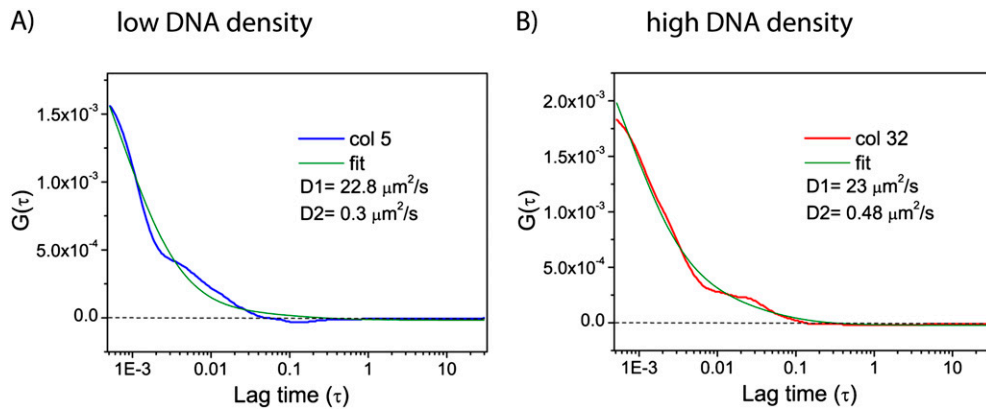 A) low DNA density
1.5x10⁻³
1.0x10⁻³
5.0x10⁻⁴
0.0
G(τ)
col 5
fit
D1= 22.8 μm²/s
D2= 0.3 μm²/s
1E-3 0.01 0.1 1 10
Lag time (τ)
B) high DNA density
2.0x10⁻³
1.5x10⁻³
1.0x10⁻³
5.0x10⁻⁴
0.0
G(τ)
col 32
fit
D1= 23 μm²/s
D2= 0.48 μm²/s
1E-3 0.01 0.1 1 10
Lag time (τ)